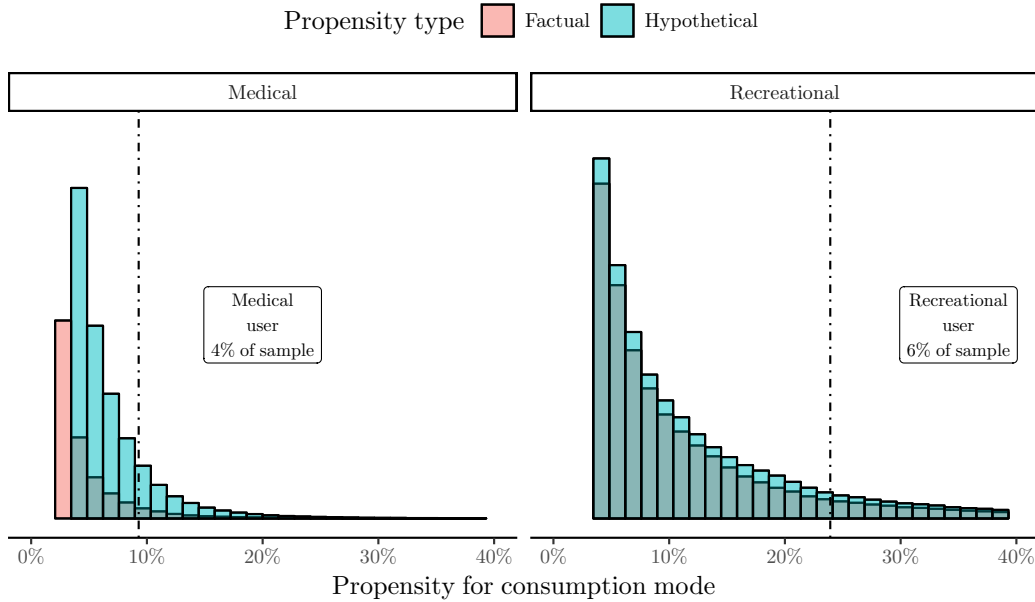 Propensity type Factual Hypothetical
Medical
Recreational
Medical
user
4% of sample
Recreational
user
6% of sample
0% 10% 20% 30% 40%
0% 10% 20% 30% 40%
Propensity for consumption mode